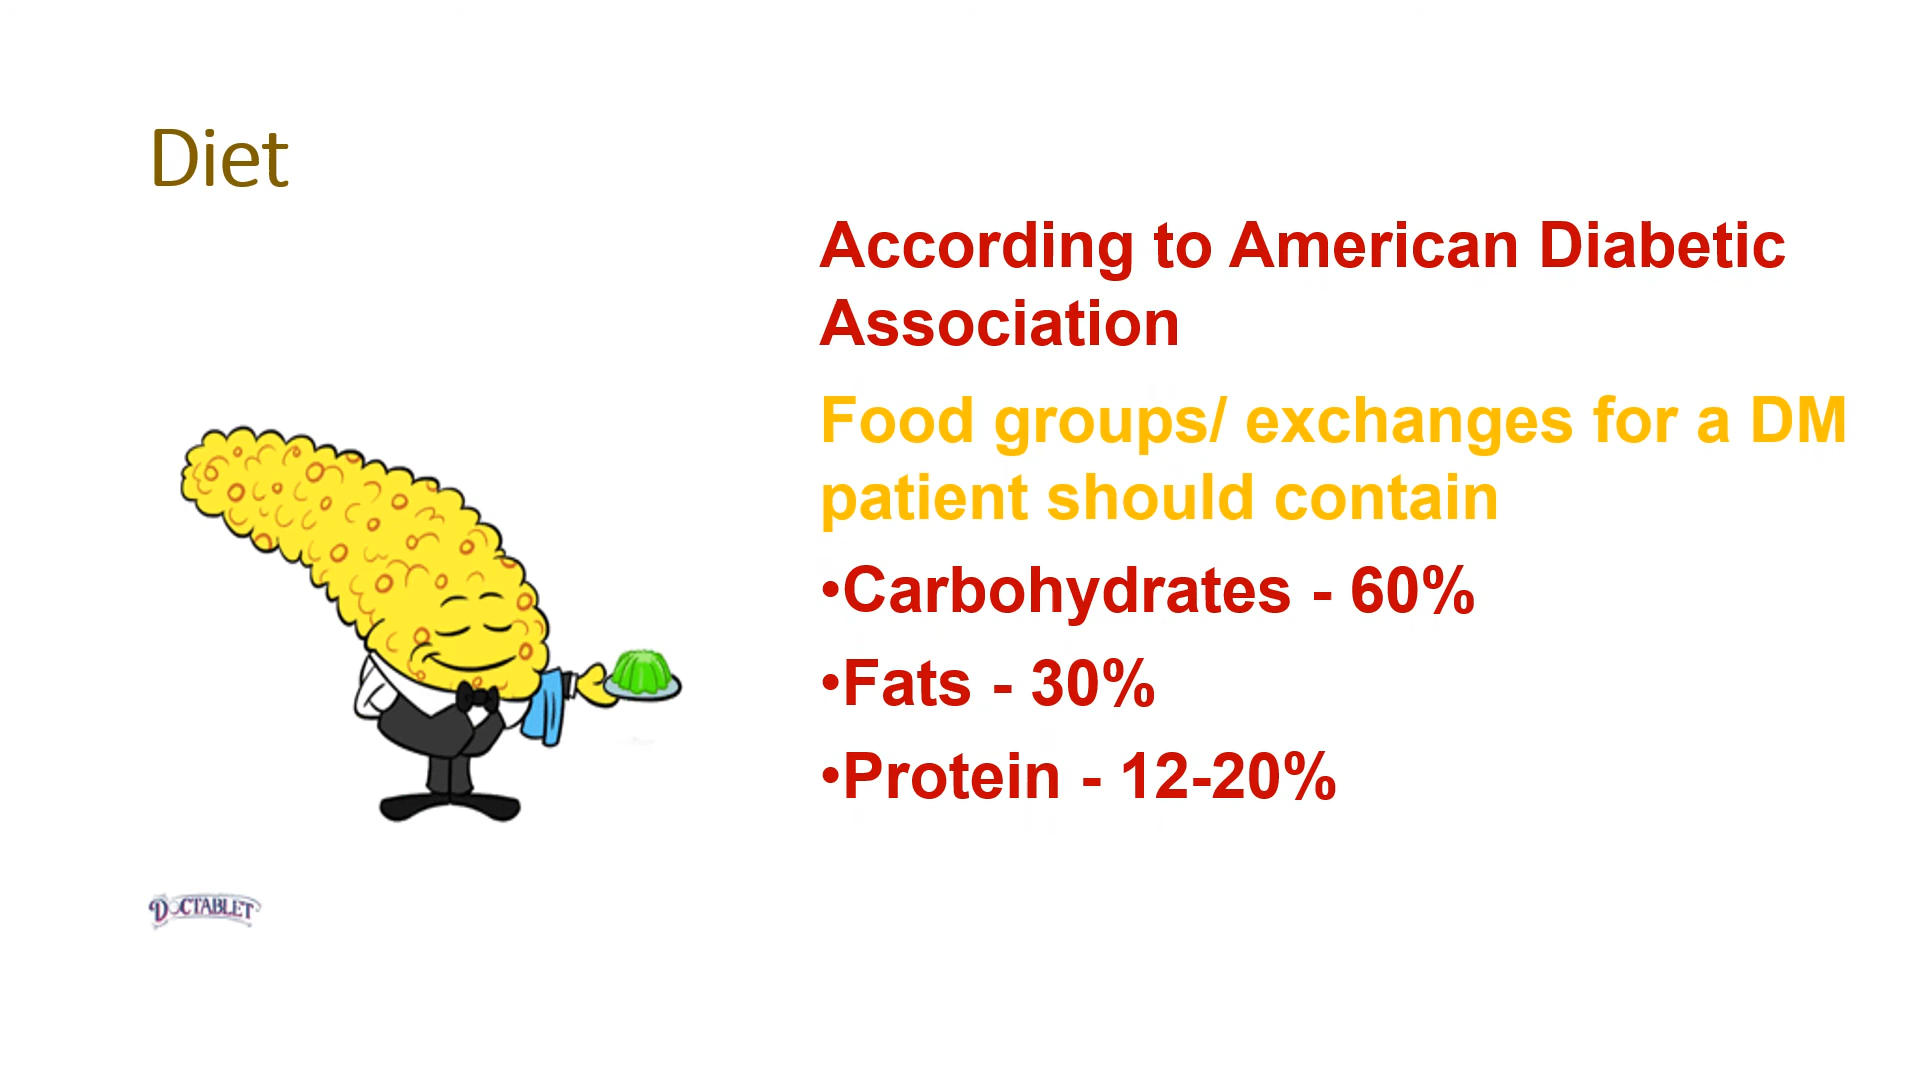 Diet
According to American Diabetic
Association
Food groups/ exchanges for a DM
patient should contain
•Carbohydrates - 60%
•Fats - 30%
•Protein - 12-20%
DOCTABLET